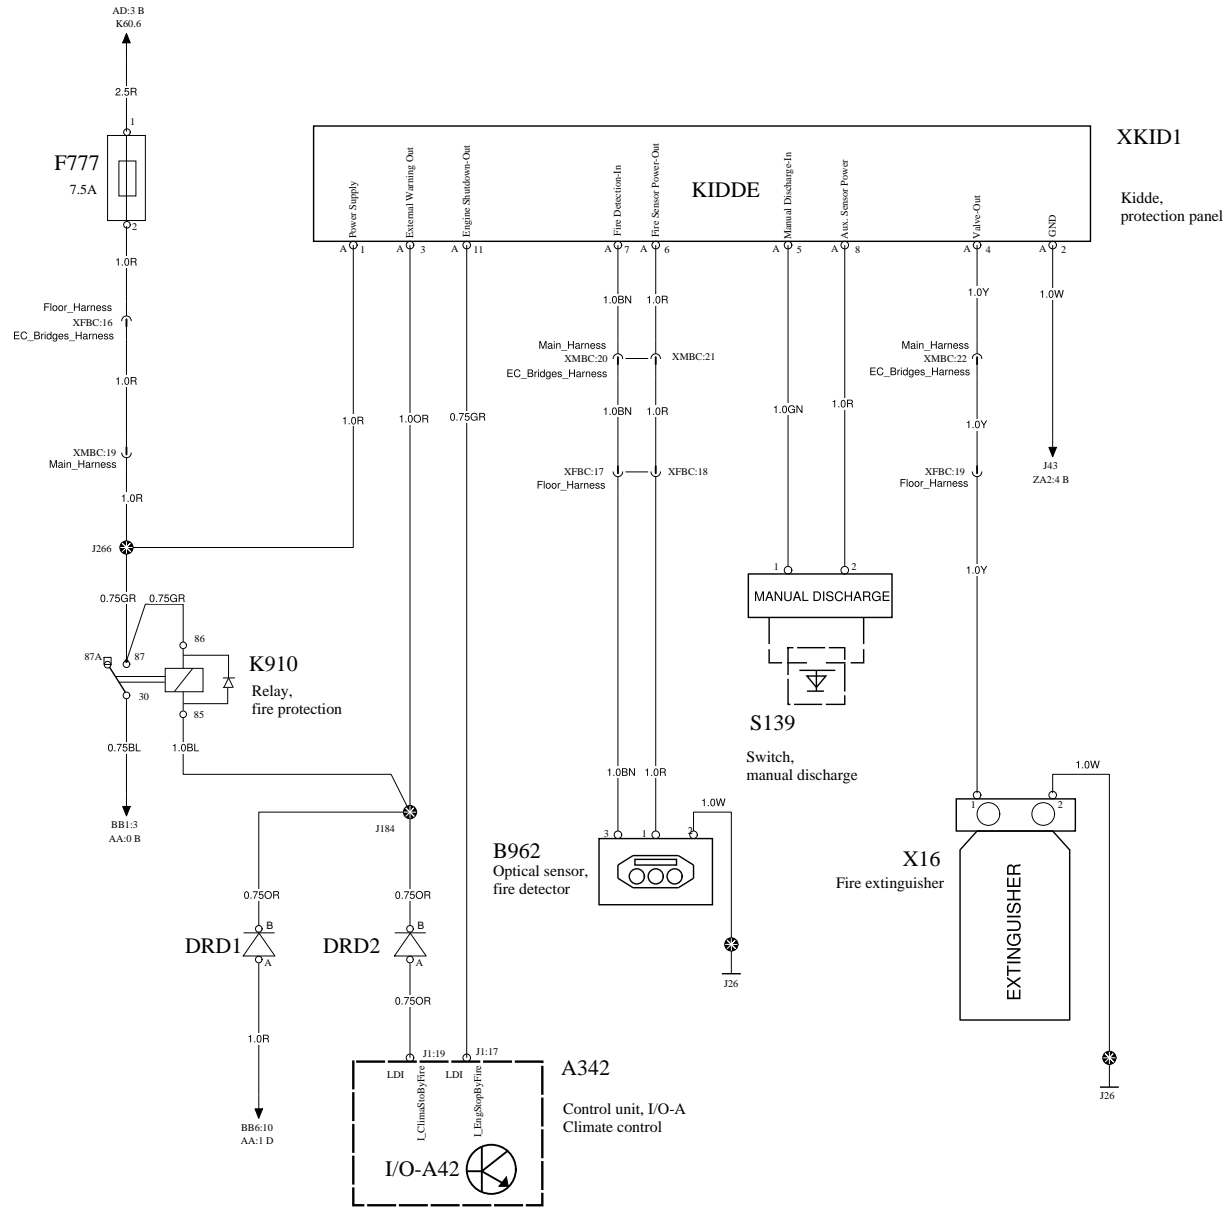 AD:3 B
K60.6
2.5R
1
F777
7.5A
2
1.0R
Floor_Harness
XFBC:16
EC_Bridges_Harness
1.0R
XMBC:19
Main_Harness
1.0R
J266
0.75GR
0.75GR
86
87A
87
30
85
K910
Relay,
fire protection
0.75BL
1.0BL
BB1:3
AA:0 B
J184
XKID1
Kidde,
protection panel
KIDDE
Power Supply
External Warning Out
Engine Shutdown-Out
Fire Detection-In
Fire Sensor Power-Out
Manual Discharge-In
Aux. Sensor Power
Valve-Out
GND
A 1
A 3
A 11
A 7
A 6
A 5
A 8
A 4
A 2
1.0R
1.0OR
0.75GR
1.0BN
1.0R
Main_Harness
XMBC:20
XMBC:21
EC_Bridges_Harness
1.0BN
1.0R
XFBC:17
XFBC:18
Floor_Harness
1.0BN
1.0R
1.0GN
1.0R
1
2
MANUAL DISCHARGE
S139
Switch,
manual discharge
1.0Y
Main_Harness
XMBC:22
EC_Bridges_Harness
1.0Y
XFBC:19
Floor_Harness
1.0Y
1.0W
J43
ZA2:4 B
3
1
2
1.0W
B962
Optical sensor,
fire detector
J26
1
2
1.0W
X16
Fire extinguisher
EXTINGUISHER
J26
0.75OR
0.75OR
B
B
DRD1
DRD2
A
A
0.75OR
1.0R
BB6:10
AA:1 D
J1:19
J1:17
LDI
LDI
I_ClimaStoByFire
I_EngStopByFire
I/O-A42
A342
Control unit, I/O-A
Climate control